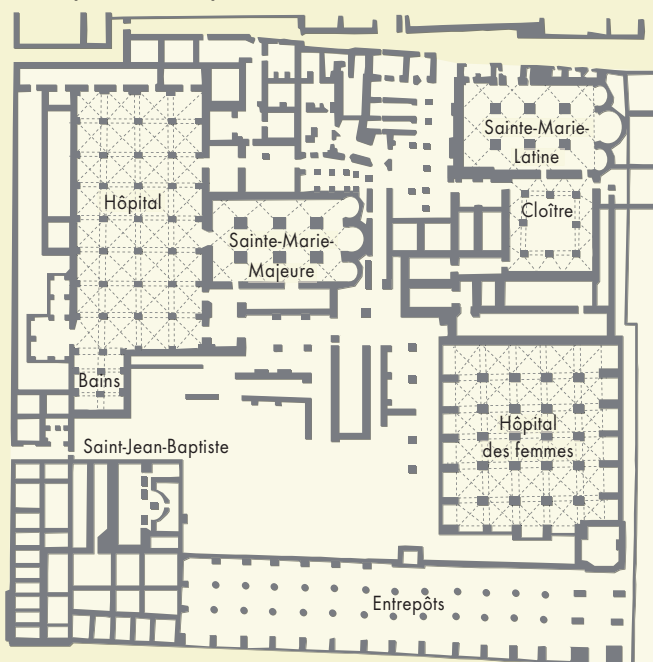 Sainte-Marie-
Latine
Hôpital
Cloître
Sainte-Marie-
Majeure
Bains
Hôpital
des femmes
Saint-Jean-Baptiste
Entrepôts